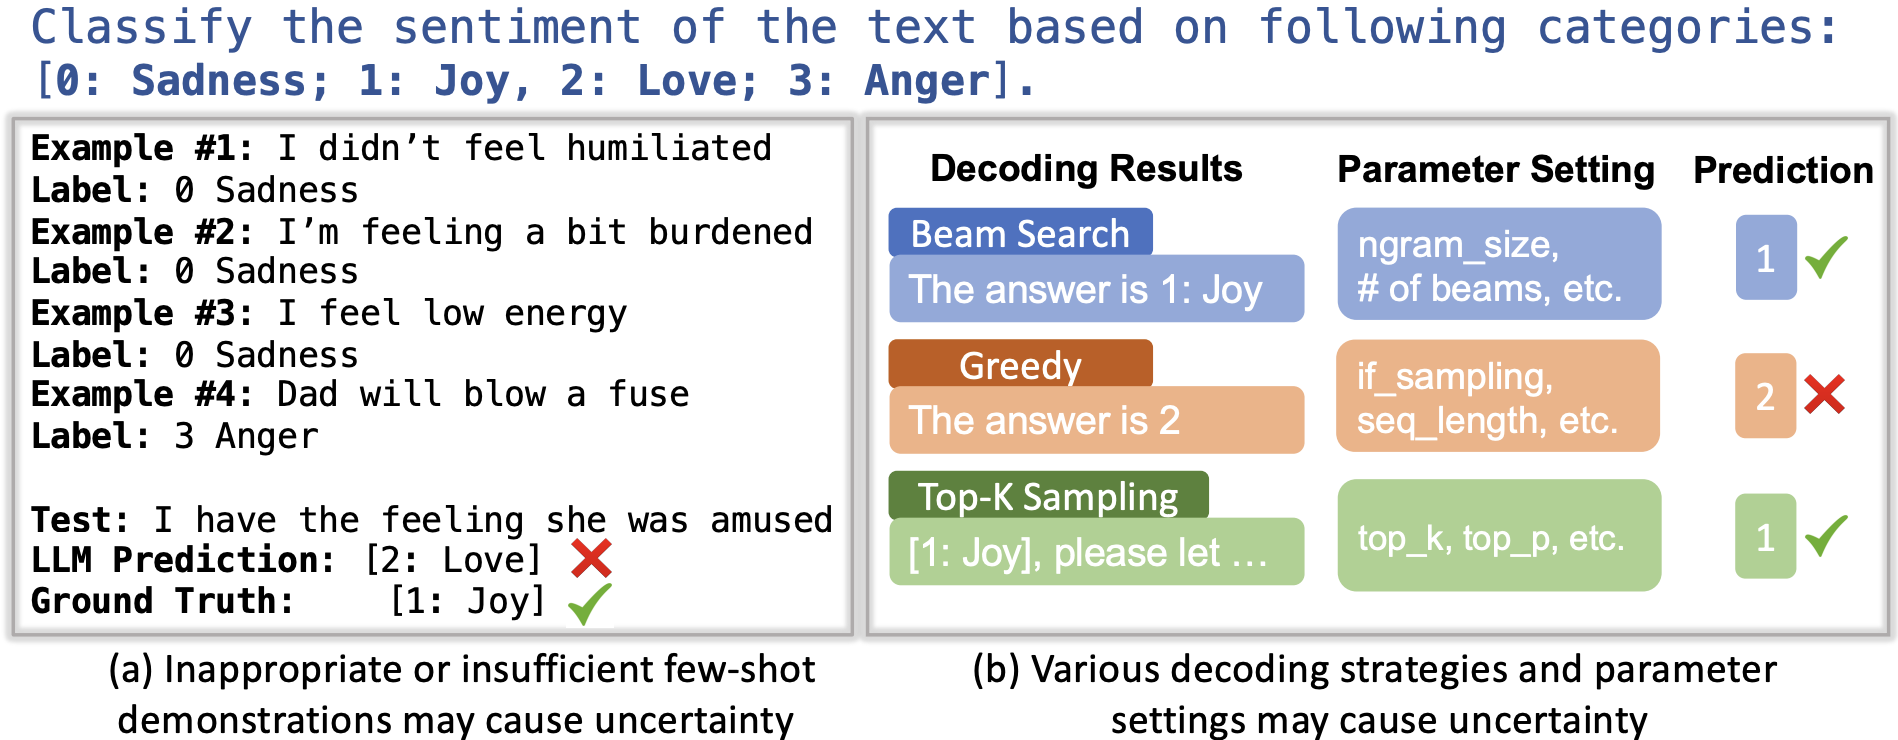 Classify the sentiment of the text based on following categories:
[0: Sadness; 1: Joy, 2: Love; 3: Anger].
Example #1: I didn’t feel humiliated
Label: 0 Sadness
Example #2: I’m feeling a bit burdened
Label: 0 Sadness
Example #3: I feel low energy
Label: 0 Sadness
Example #4: Dad will blow a fuse
Label: 3 Anger
Test: I have the feeling she was amused
LLM Prediction: [2: Love]
Ground Truth: [1: Joy]
(a) Inappropriate or insufficient few-shot
demonstrations may cause uncertainty
Decoding Results Parameter Setting Prediction
Beam Search
The answer is 1: Joy
ngram_size,
# of beams, etc.
1
Greedy
The answer is 2
if_sampling,
seq_length, etc.
2
Top-K Sampling
[1: Joy], please let ...
top_k, top_p, etc.
1
(b) Various decoding strategies and parameter
settings may cause uncertainty